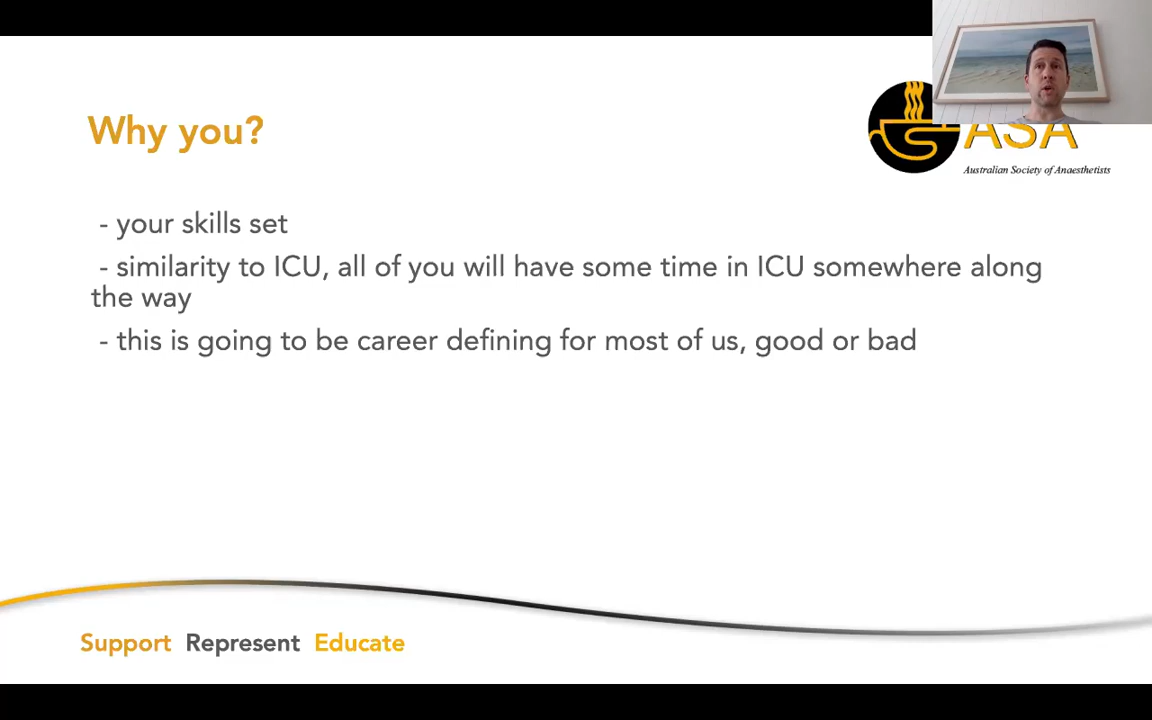 Why you?
ASA
Australian Society of Anaesthetists
- your skills set
- similarity to ICU, all of you will have some time in ICU somewhere along
the way
- this is going to be career defining for most of us, good or bad
Support Represent Educate